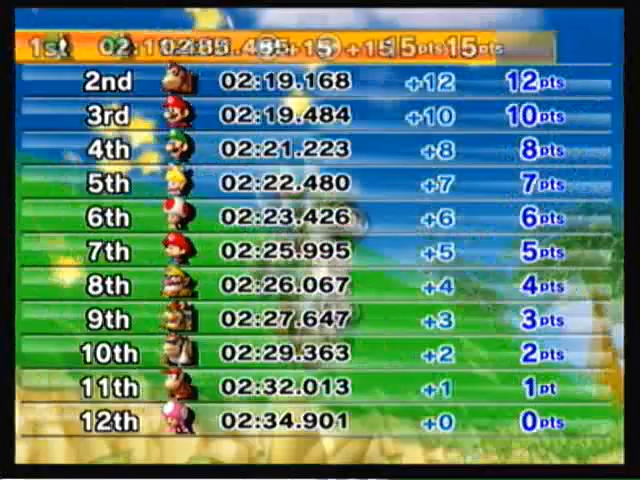 1st +15 15pts
2nd 02:19.168 +12 12pts
3rd 02:19.484 +10 10pts
4th 02:21.223 +8 8pts
5th 02:22.480 +7 7pts
6th 02:23.426 +6 6pts
7th 02:25.995 +5 5pts
8th 02:26.067 +4 4pts
9th 02:27.647 +3 3pts
10th 02:29.363 +2 2pts
11th 02:32.013 +1 1pt
12th 02:34.901 +0 0pts